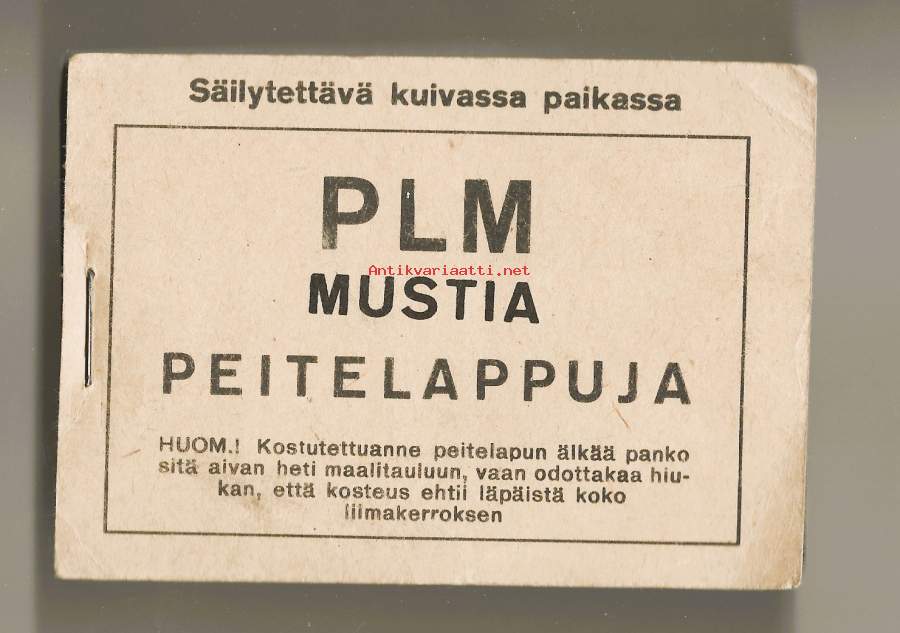 Säilytettävä kuivassa paikassa
PLM
Antikvariaatti.net
MUSTIA
PEITELAPPUJA
HUOM.! Kostutettuanne peitelapun älkää panko
sitä aivan heti maalitauluun, vaan odottakaa hiu-
kan, että kosteus ehtii läpäistä koko
liimakerroksen